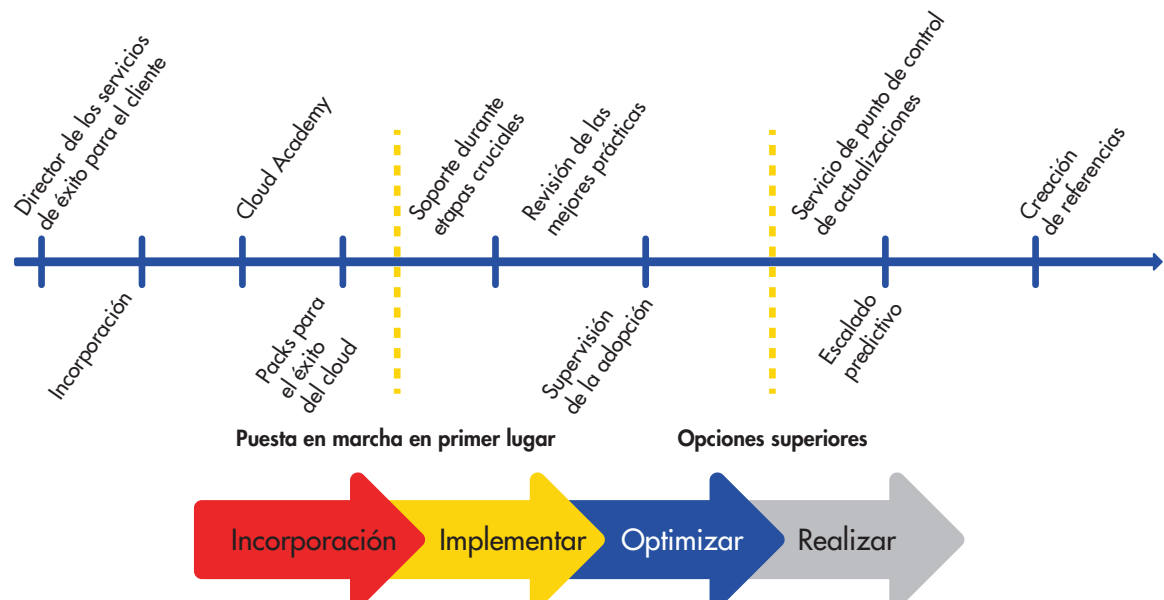 Director de los servicios
de éxito para el cliente
Cloud Academy
Soporte durante
etapas cruciales
Revisión de las
mejores prácticas
Servicio de punto de control
de actualizaciones
Creación
de referencias
Incorporación
Packs para
el éxito
del cloud
Supervisión
de la adopción
Escalado
predictivo
Puesta en marcha en primer lugar
Opciones superiores
Incorporación
Implementar
Optimizar
Realizar